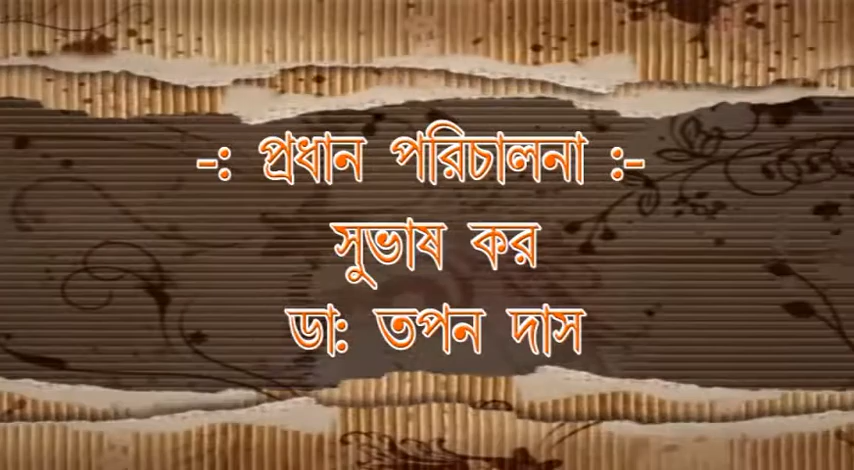 -: প্রধান পরিচালনা :-
সুভাষ কর
ডাঃ তপন দাস